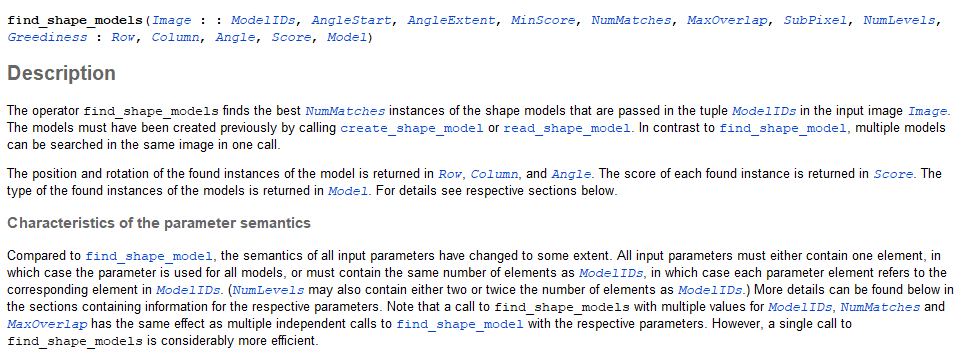 find_shape_models(Image : : ModelIDs, AngleStart, AngleExtent, MinScore, NumMatches, MaxOverlap, SubPixel, NumLevels,
Greediness : Row, Column, Angle, Score, Model)
Description
The operator find_shape_models finds the best NumMatches instances of the shape models that are passed in the tuple ModelIDs in the input image Image.
The models must have been created previously by calling create_shape_model or read_shape_model. In contrast to find_shape_model, multiple models
can be searched in the same image in one call.
The position and rotation of the found instances of the model is returned in Row, Column, and Angle. The score of each found instance is returned in Score. The
type of the found instances of the models is returned in Model. For details see respective sections below.
Characteristics of the parameter semantics
Compared to find_shape_model, the semantics of all input parameters have changed to some extent. All input parameters must either contain one element, in
which case the parameter is used for all models, or must contain the same number of elements as ModelIDs, in which case each parameter element refers to the
corresponding element in ModelIDs. (NumLevels may also contain either two or twice the number of elements as ModelIDs.) More details can be found below in
the sections containing information for the respective parameters. Note that a call to find_shape_models with multiple values for ModelIDs, NumMatches and
MaxOverlap has the same effect as multiple independent calls to find_shape_model with the respective parameters. However, a single call to
find_shape_models is considerably more efficient.